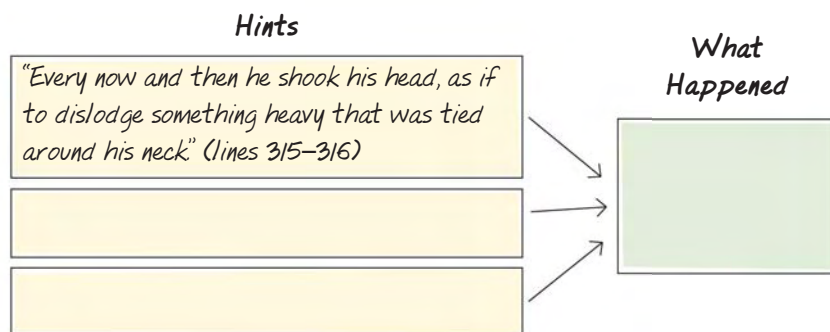 Hints
What
Happened
“Every now and then he shook his head, as if
to dislodge something heavy that was tied
around his neck.” (lines 315–316)